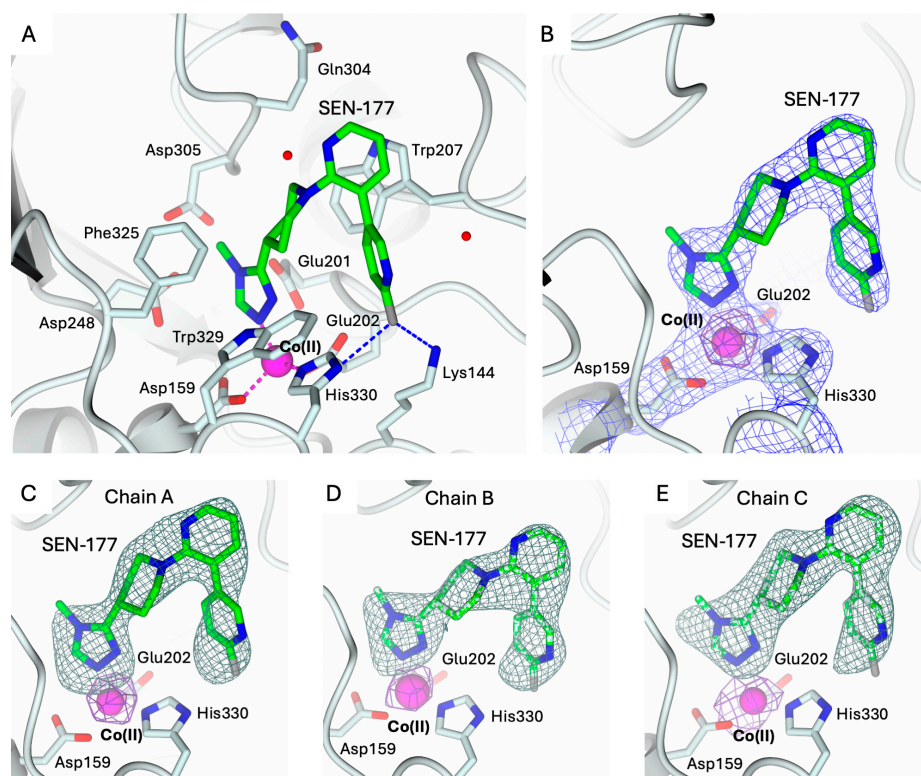 A
Gln304
SEN-177
Asp305
Trp207
Phe325
Glu201
Asp248
Trp329
Co(II)
Glu202
Asp159
His330
Lys144
B
SEN-177
Glu202
Co(II)
Asp159
His330
C
Chain A
SEN-177
Glu202
His330
Co(II)
Asp159
D
Chain B
SEN-177
Glu202
His330
Co(II)
Asp159
E
Chain C
SEN-177
Glu202
His330
Co(II)
Asp159